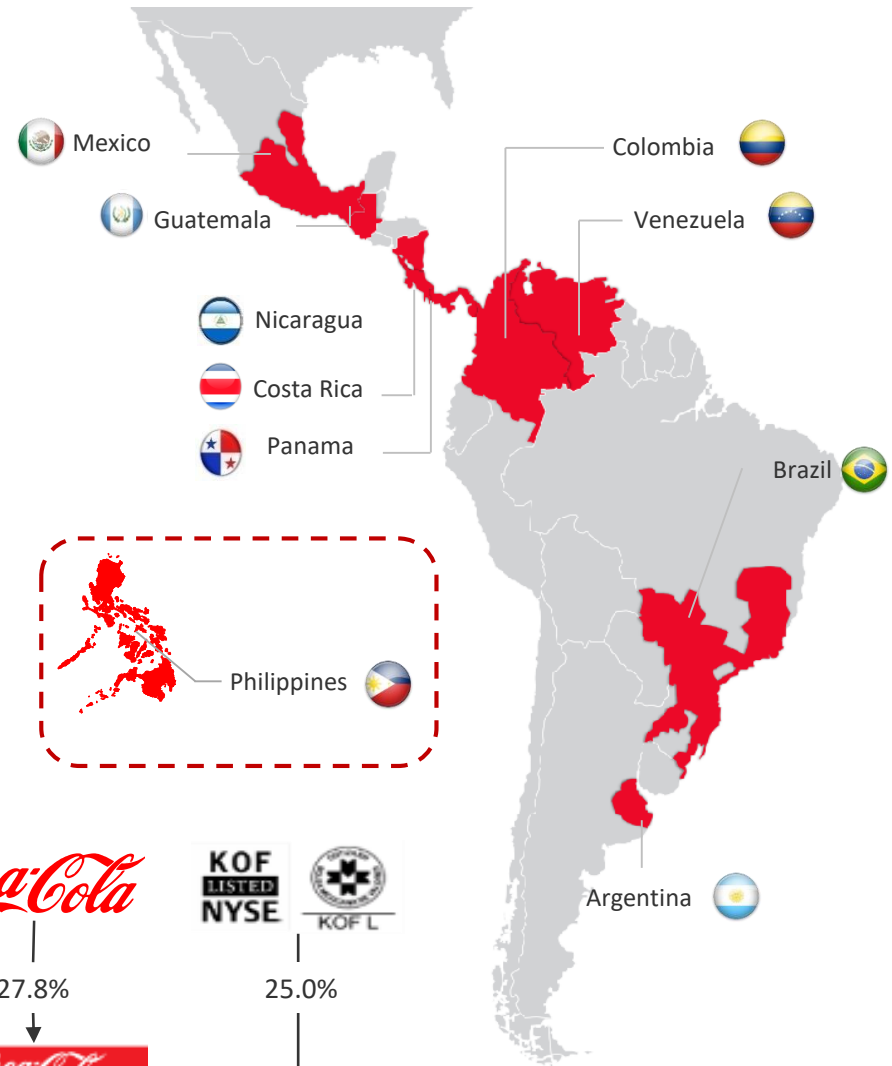 Mexico
Colombia
Guatemala
Venezuela
Nicaragua
Costa Rica
Panama
Brazil
Philippines
Argentina
a-Cola
KOF
LISTED
NYSE
KOF L
27.8%
25.0%